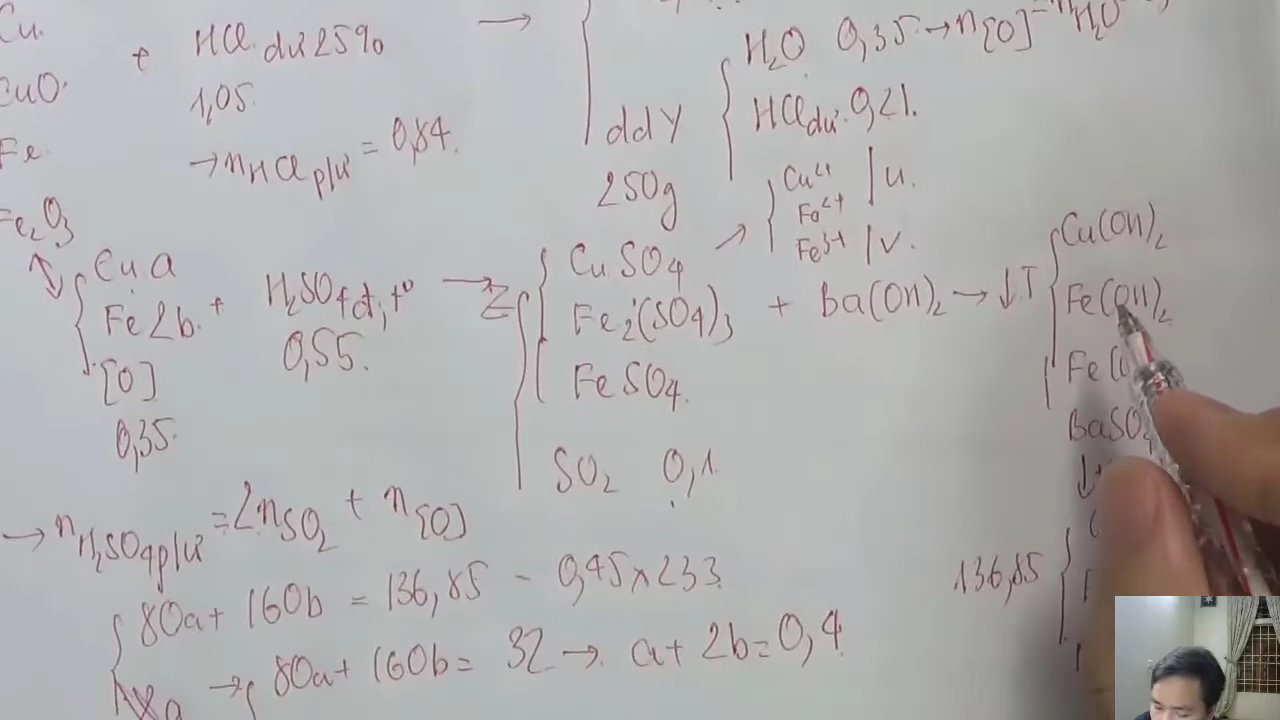 Cu
CuO
Fe
Fe2O3
+ HCl dư 25% →
1,05
→ nHCl p/ư = 0,84.
ddY
250g
H2O 0,35 → n[O] = nH2O
HCl dư 0,21.
Cu2+ | u.
Fe2+
Fe3+ | v.
Cu a
Fe 2b + H2SO4 đ, t° → Z
[O] 0,55.
0,35.
CuSO4
Fe2(SO4)3 + Ba(OH)2 → ↓T
FeSO4.
SO2 0,1
Cu(OH)2
Fe(OH)2
Fe(O
BaSO4
→ nH2SO4 p/ư = 2nSO2 + n[O]
80a + 160b = 136,85 - 0,45 x 233
136,85
→ 80a + 160b = 32 → a + 2b = 0,4